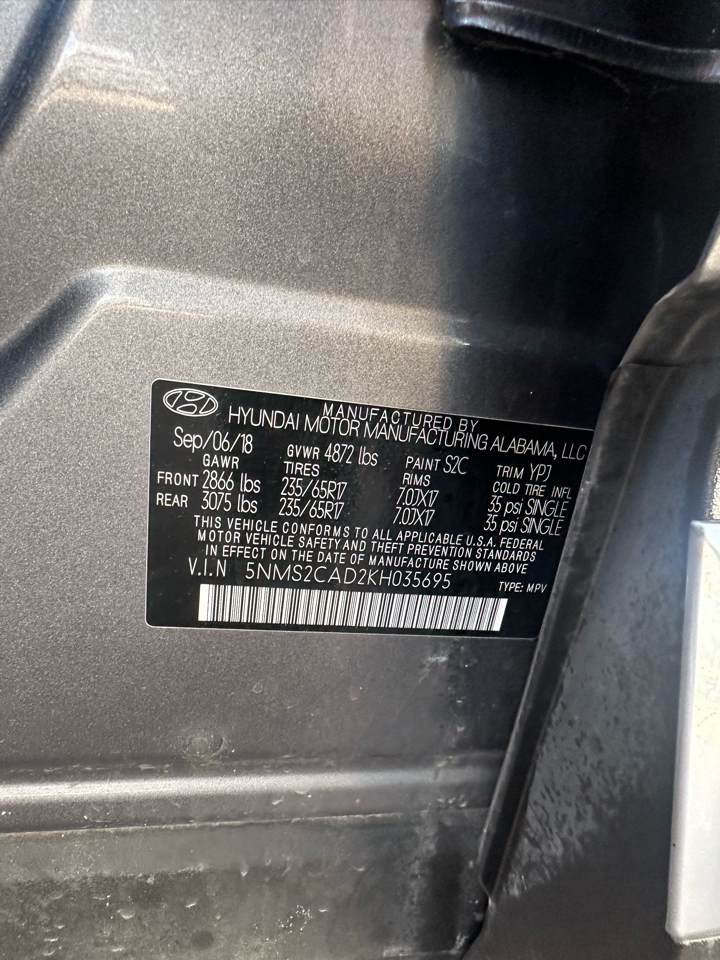 MANUFACTURED BY
HYUNDAI MOTOR MANUFACTURING ALABAMA, LLC
Sep/06/18 GVWR 4872 lbs PAINT S2C TRIM YPJ
GAWR TIRES RIMS COLD TIRE INFL
FRONT 2866 lbs 235/65R17 7.0JX17 35 psi SINGLE
REAR 3075 lbs 235/65R17 7.0JX17 35 psi SINGLE
THIS VEHICLE CONFORMS TO ALL APPLICABLE U.S.A. FEDERAL
MOTOR VEHICLE SAFETY AND THEFT PREVENTION STANDARDS
IN EFFECT ON THE DATE OF MANUFACTURE SHOWN ABOVE
V.I.N 5NMS2CAD2KH035695 TYPE: MPV